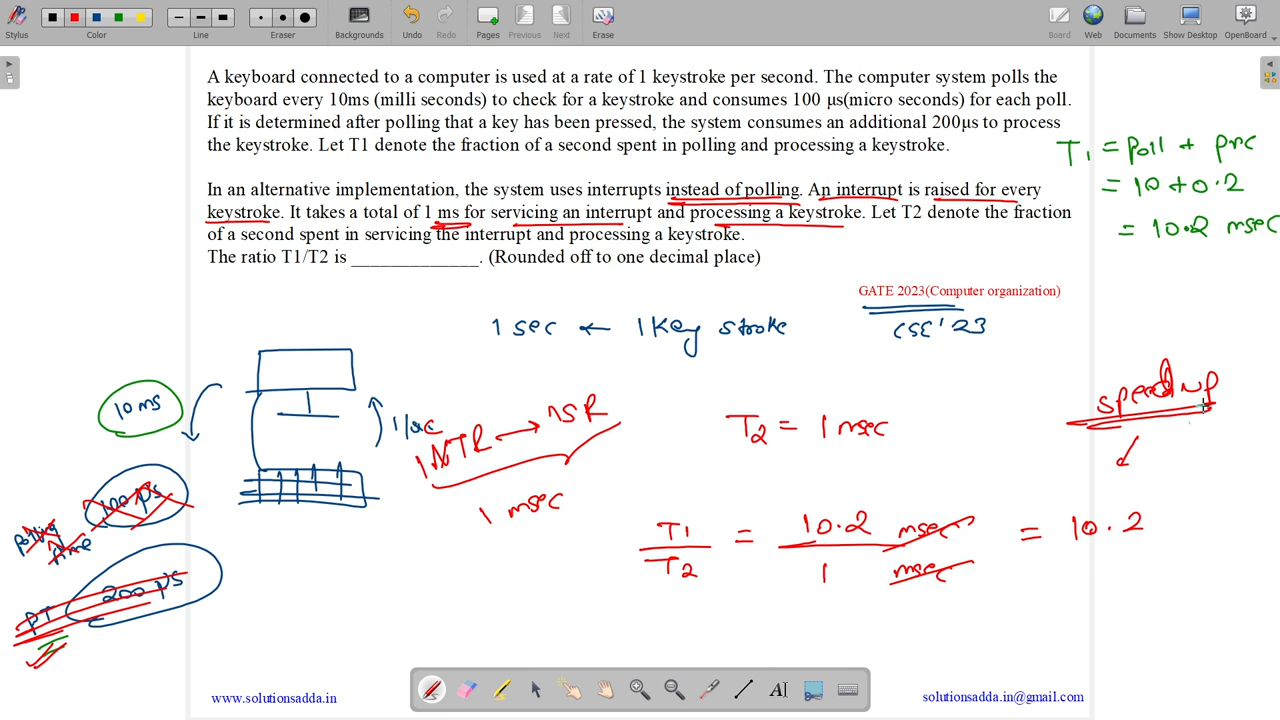 Stylus
Color
Line
Eraser
Backgrounds
Undo
Redo
Pages
Previous
Next
Erase
Board
Web
Documents
Show Desktop
OpenBoard
A keyboard connected to a computer is used at a rate of 1 keystroke per second. The computer system polls the
keyboard every 10ms (milli seconds) to check for a keystroke and consumes 100 μs(micro seconds) for each poll.
If it is determined after polling that a key has been pressed, the system consumes an additional 200μs to process
the keystroke. Let T1 denote the fraction of a second spent in polling and processing a keystroke.
In an alternative implementation, the system uses interrupts instead of polling. An interrupt is raised for every
keystroke. It takes a total of 1 ms for servicing an interrupt and processing a keystroke. Let T2 denote the fraction
of a second spent in servicing the interrupt and processing a keystroke.
The ratio T1/T2 is _____________. (Rounded off to one decimal place)
T1 = poll + prc
= 10 + 0.2
= 10.2 msec
GATE 2023(Computer organization)
CSE' 23
1 sec ← 1 Key stroke
10 ms
1/sec
INTR → ISR
1 msec
T2 = 1 msec
speed up
100 μs
polling time
200 μs
PT
T1 / T2 = 10.2 msec / 1 msec = 10.2
www.solutionsadda.in
solutionsadda.in@gmail.com